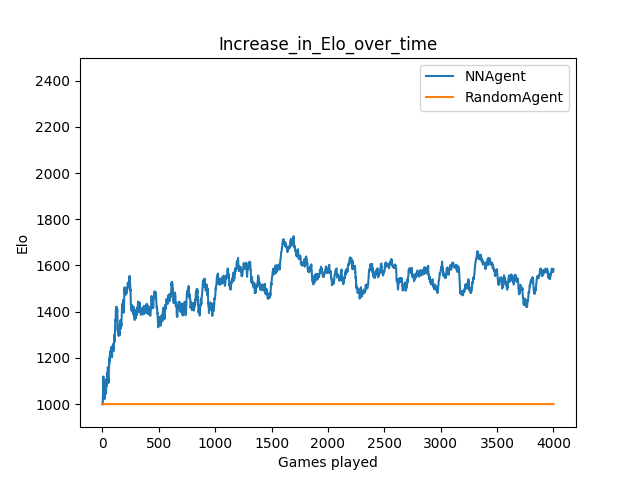 Increase_in_Elo_over_time
NNAgent
RandomAgent
2400
2200
2000
1800
1600
1400
1200
1000
Elo
0 500 1000 1500 2000 2500 3000 3500 4000
Games played